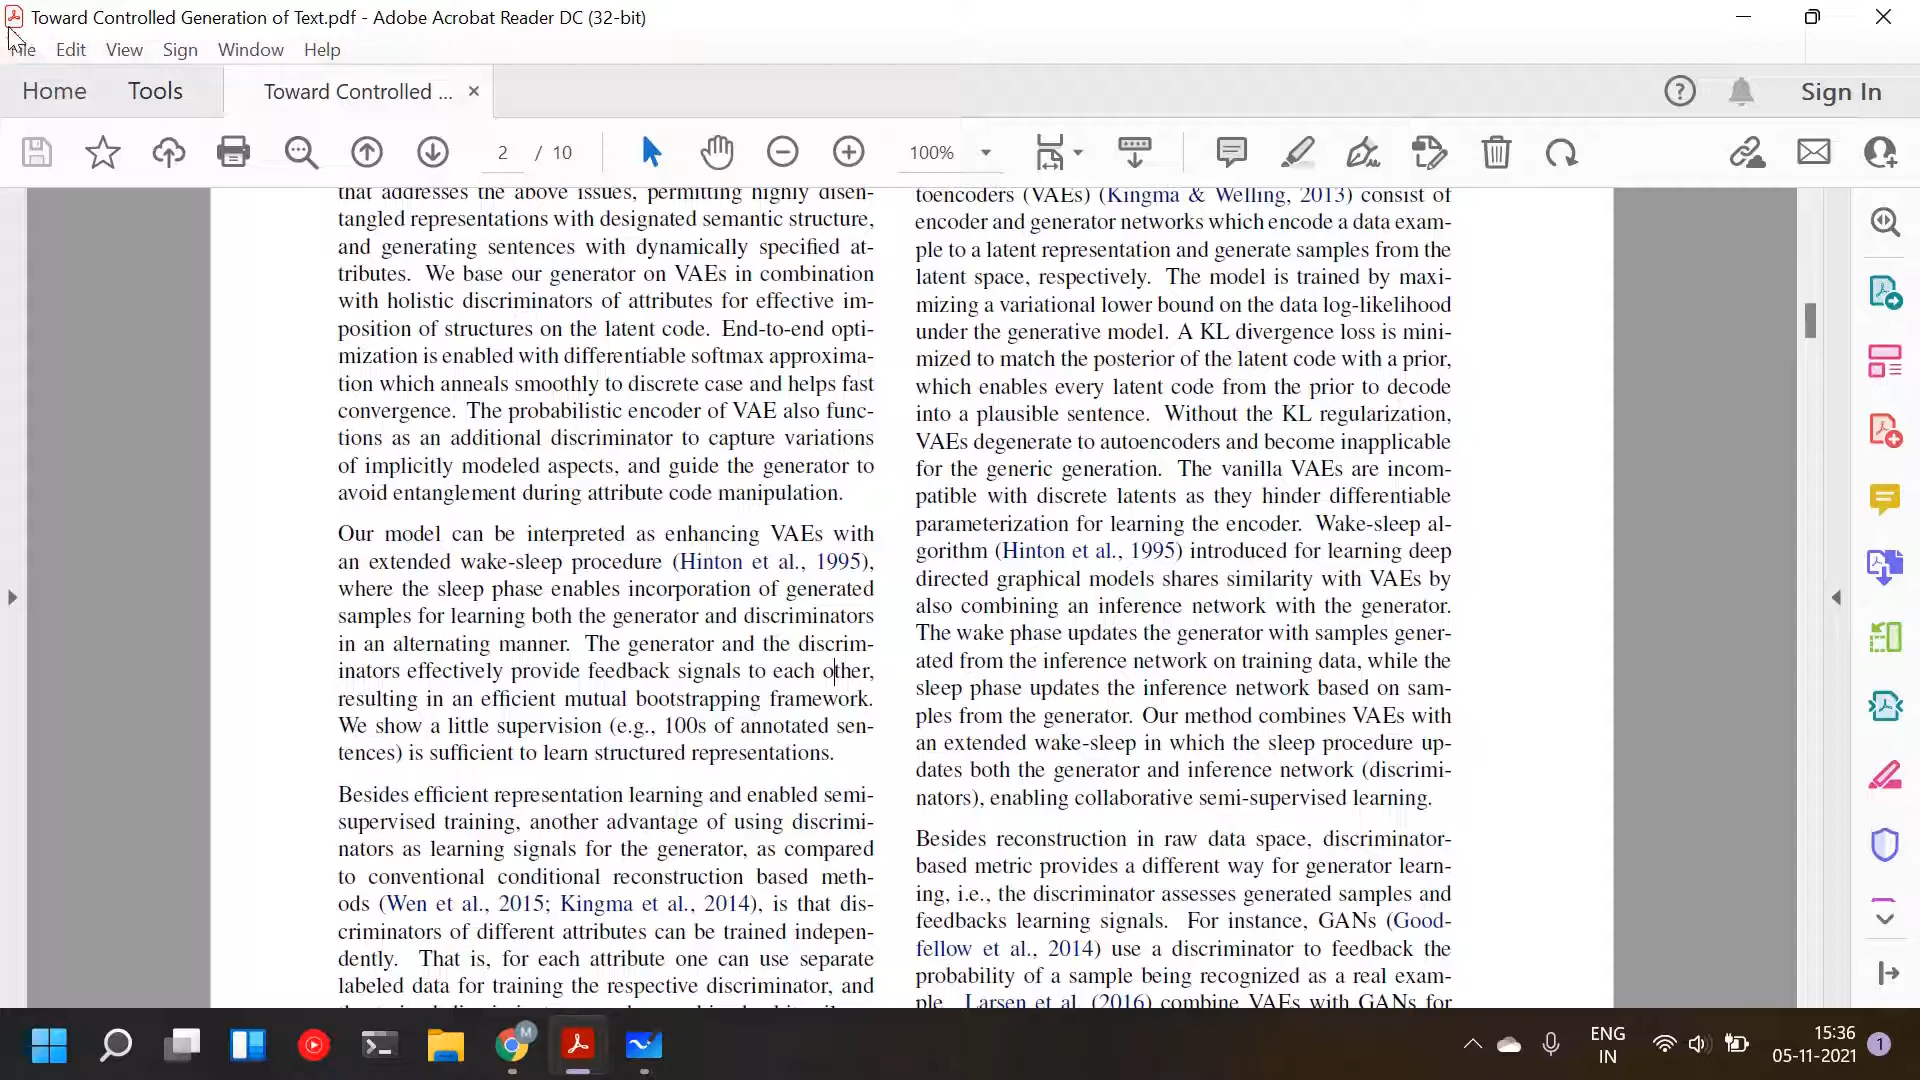 Toward Controlled Generation of Text.pdf - Adobe Acrobat Reader DC (32-bit)
File Edit View Sign Window Help
Home Tools Toward Controlled ... Sign In
2 / 10 100%
that addresses the above issues, permitting highly disen-
tangled representations with designated semantic structure,
and generating sentences with dynamically specified at-
tributes. We base our generator on VAEs in combination
with holistic discriminators of attributes for effective im-
position of structures on the latent code. End-to-end opti-
mization is enabled with differentiable softmax approxima-
tion which anneals smoothly to discrete case and helps fast
convergence. The probabilistic encoder of VAE also func-
tions as an additional discriminator to capture variations
of implicitly modeled aspects, and guide the generator to
avoid entanglement during attribute code manipulation.
Our model can be interpreted as enhancing VAEs with
an extended wake-sleep procedure (Hinton et al., 1995),
where the sleep phase enables incorporation of generated
samples for learning both the generator and discriminators
in an alternating manner. The generator and the discrim-
inators effectively provide feedback signals to each other,
resulting in an efficient mutual bootstrapping framework.
We show a little supervision (e.g., 100s of annotated sen-
tences) is sufficient to learn structured representations.
Besides efficient representation learning and enabled semi-
supervised training, another advantage of using discrimi-
nators as learning signals for the generator, as compared
to conventional conditional reconstruction based meth-
ods (Wen et al., 2015; Kingma et al., 2014), is that dis-
criminators of different attributes can be trained indepen-
dently. That is, for each attribute one can use separate
labeled data for training the respective discriminator, and
toencoders (VAEs) (Kingma & Welling, 2013) consist of
encoder and generator networks which encode a data exam-
ple to a latent representation and generate samples from the
latent space, respectively. The model is trained by maxi-
mizing a variational lower bound on the data log-likelihood
under the generative model. A KL divergence loss is mini-
mized to match the posterior of the latent code with a prior,
which enables every latent code from the prior to decode
into a plausible sentence. Without the KL regularization,
VAEs degenerate to autoencoders and become inapplicable
for the generic generation. The vanilla VAEs are incom-
patible with discrete latents as they hinder differentiable
parameterization for learning the encoder. Wake-sleep al-
gorithm (Hinton et al., 1995) introduced for learning deep
directed graphical models shares similarity with VAEs by
also combining an inference network with the generator.
The wake phase updates the generator with samples gener-
ated from the inference network on training data, while the
sleep phase updates the inference network based on sam-
ples from the generator. Our method combines VAEs with
an extended wake-sleep in which the sleep procedure up-
dates both the generator and inference network (discrimi-
nators), enabling collaborative semi-supervised learning.
Besides reconstruction in raw data space, discriminator-
based metric provides a different way for generator learn-
ing, i.e., the discriminator assesses generated samples and
feedbacks learning signals. For instance, GANs (Good-
fellow et al., 2014) use a discriminator to feedback the
probability of a sample being recognized as a real exam-
ple. Larsen et al. (2016) combine VAEs with GANs for
M
ENG
IN
15:36
05-11-2021
1